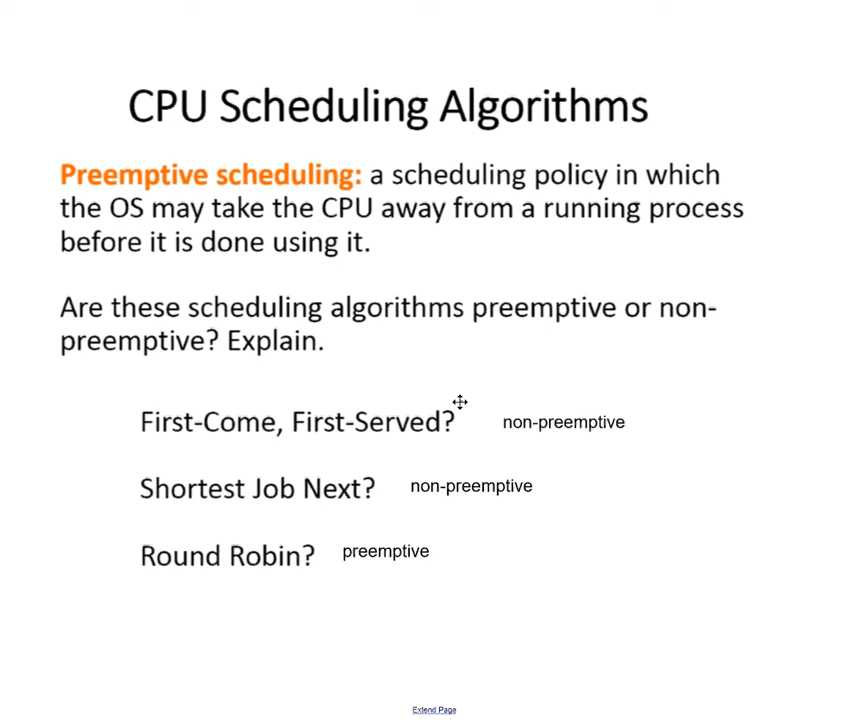 CPU Scheduling Algorithms
Preemptive scheduling: a scheduling policy in which
the OS may take the CPU away from a running process
before it is done using it.
Are these scheduling algorithms preemptive or non-
preemptive? Explain.
First-Come, First-Served? non-preemptive
Shortest Job Next? non-preemptive
Round Robin? preemptive
Extend Page